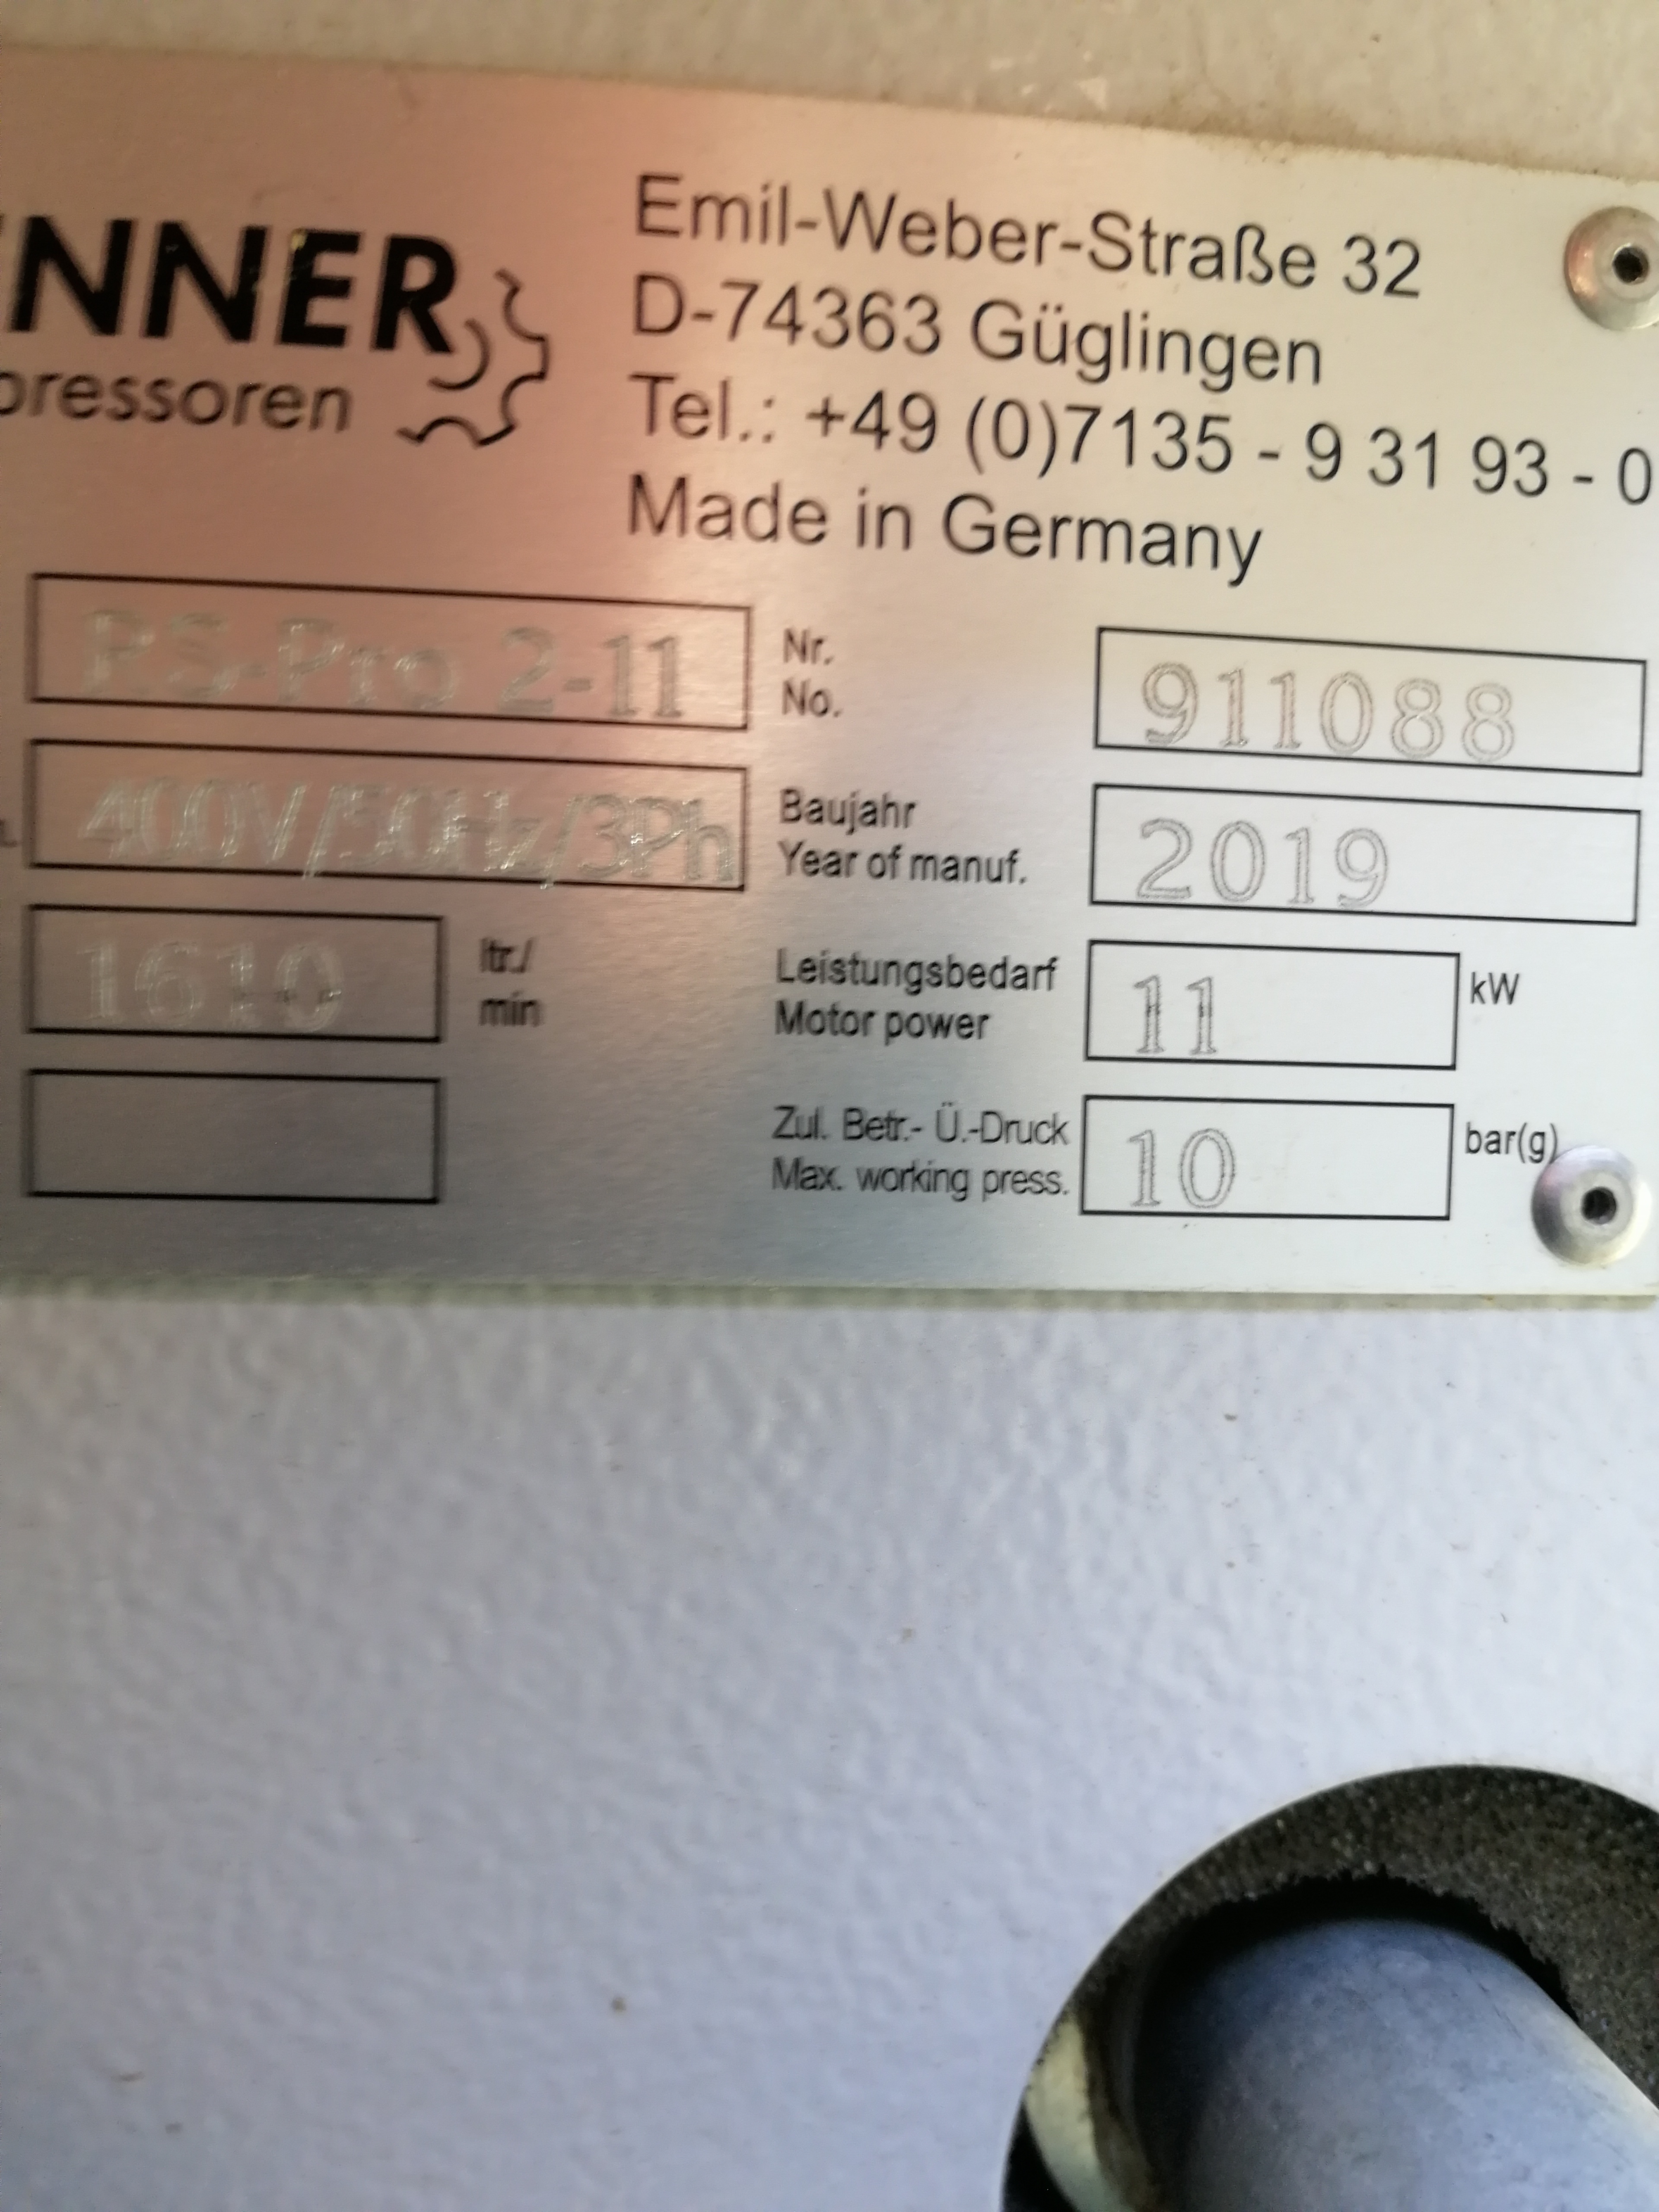 ENNER
pressoren
Emil-Weber-Straße 32
D-74363 Güglingen
Tel.: +49 (0)7135 - 9 31 93 - 0
Made in Germany
RS-Pro 2-11
Nr.
No.
911088
400V/50Hz/3Ph
Baujahr
Year of manuf.
2019
1610
ltr./
min
Leistungsbedarf
Motor power
11
kW
Zul. Betr.- Ü.-Druck
Max. working press.
10
bar(g)